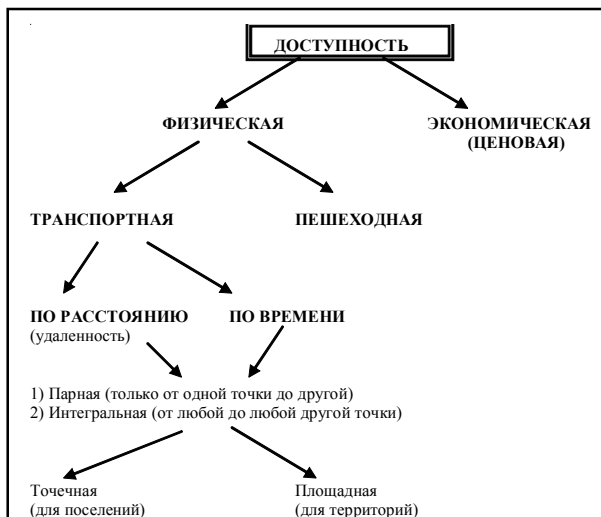 ДОСТУПНОСТЬ
ФИЗИЧЕСКАЯ
ЭКОНОМИЧЕСКАЯ
(ЦЕНОВАЯ)
ТРАНСПОРТНАЯ
ПЕШЕХОДНАЯ
ПО РАССТОЯНИЮ
(удаленность)
ПО ВРЕМЕНИ
1) Парная (только от одной точки до другой)
2) Интегральная (от любой до любой другой точки)
Точечная
(для поселений)
Площадная
(для территорий)